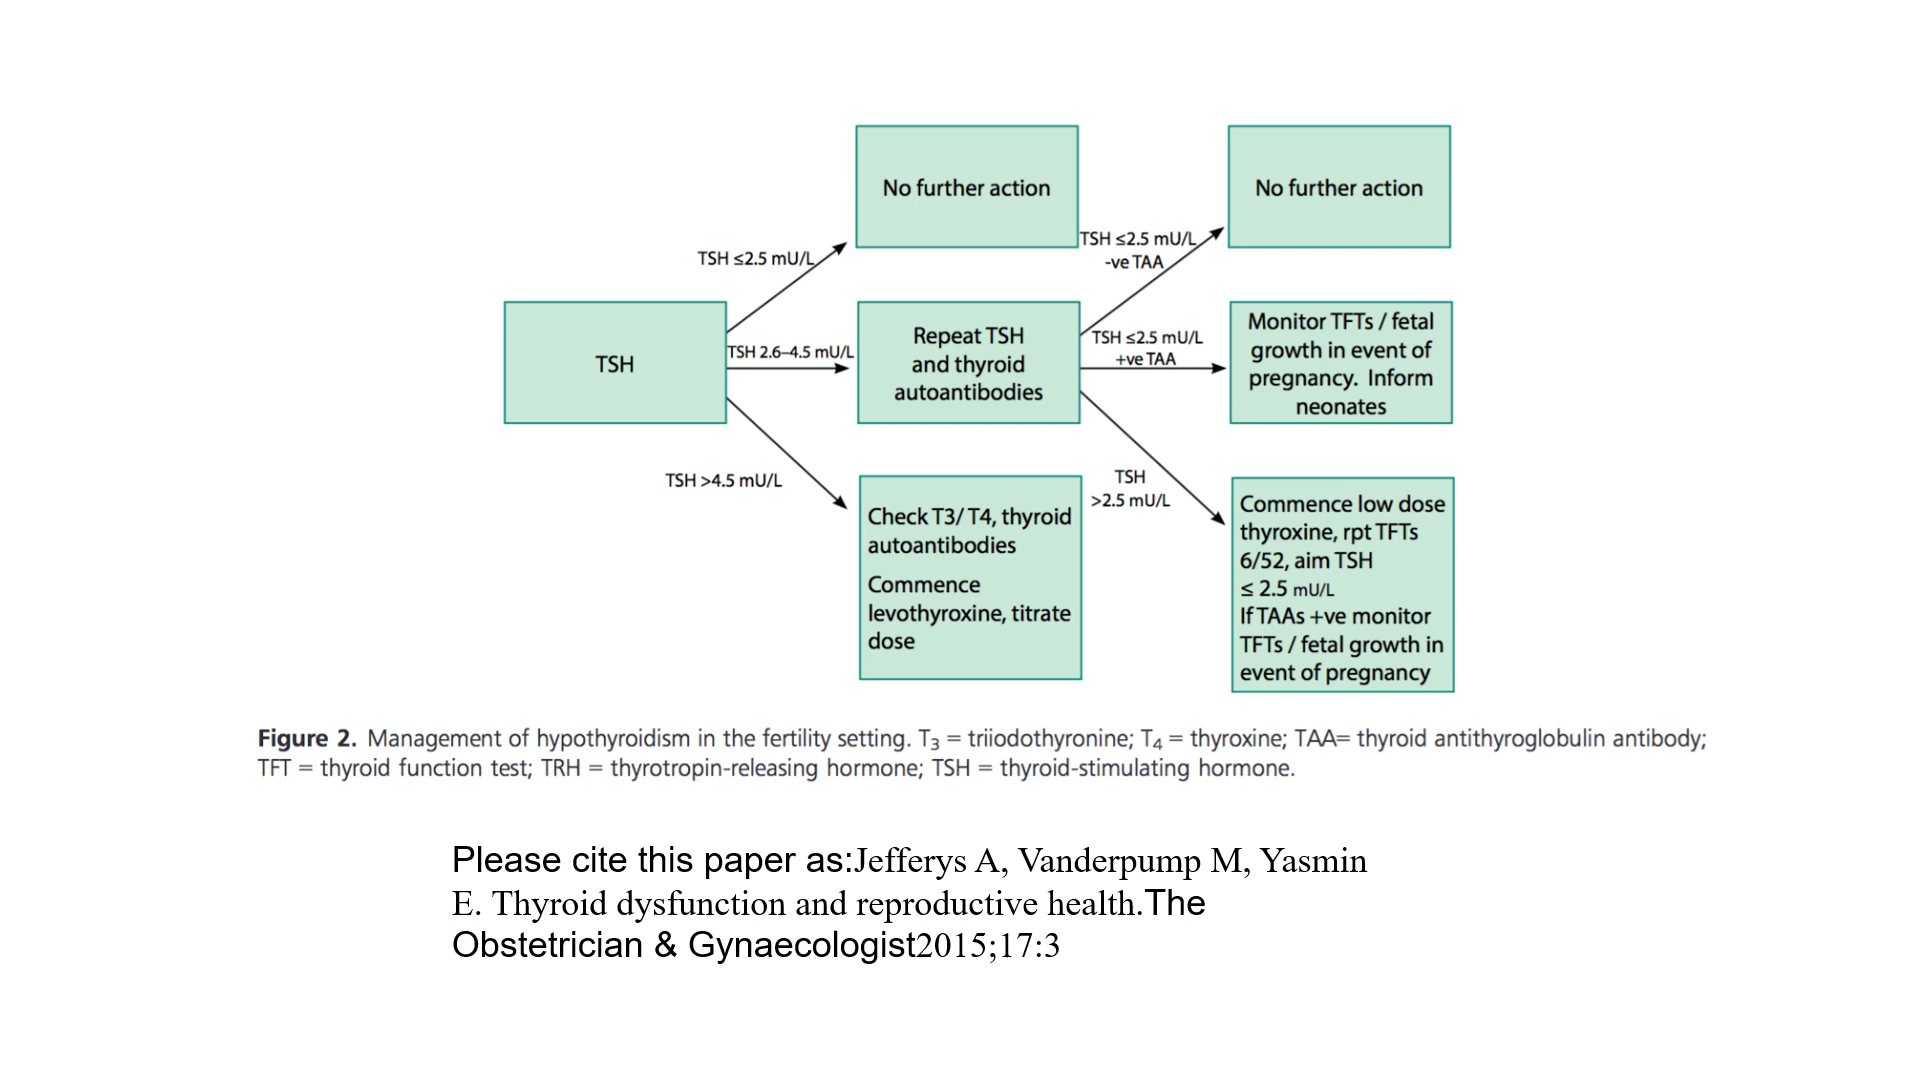 No further action
No further action
TSH ≤2.5 mU/L
TSH ≤2.5 mU/L
-ve TAA
TSH
TSH 2.6–4.5 mU/L
Repeat TSH
and thyroid
autoantibodies
TSH ≤2.5 mU/L
+ve TAA
Monitor TFTs / fetal
growth in event of
pregnancy. Inform
neonates
TSH >4.5 mU/L
Check T3/ T4, thyroid
autoantibodies
Commence
levothyroxine, titrate
dose
TSH
>2.5 mU/L
Commence low dose
thyroxine, rpt TFTs
6/52, aim TSH
≤ 2.5 mU/L
If TAAs +ve monitor
TFTs / fetal growth in
event of pregnancy
Figure 2. Management of hypothyroidism in the fertility setting. T3 = triiodothyronine; T4 = thyroxine; TAA= thyroid antithyroglobulin antibody;
TFT = thyroid function test; TRH = thyrotropin-releasing hormone; TSH = thyroid-stimulating hormone.
Please cite this paper as:Jefferys A, Vanderpump M, Yasmin
E. Thyroid dysfunction and reproductive health.The
Obstetrician & Gynaecologist2015;17:3